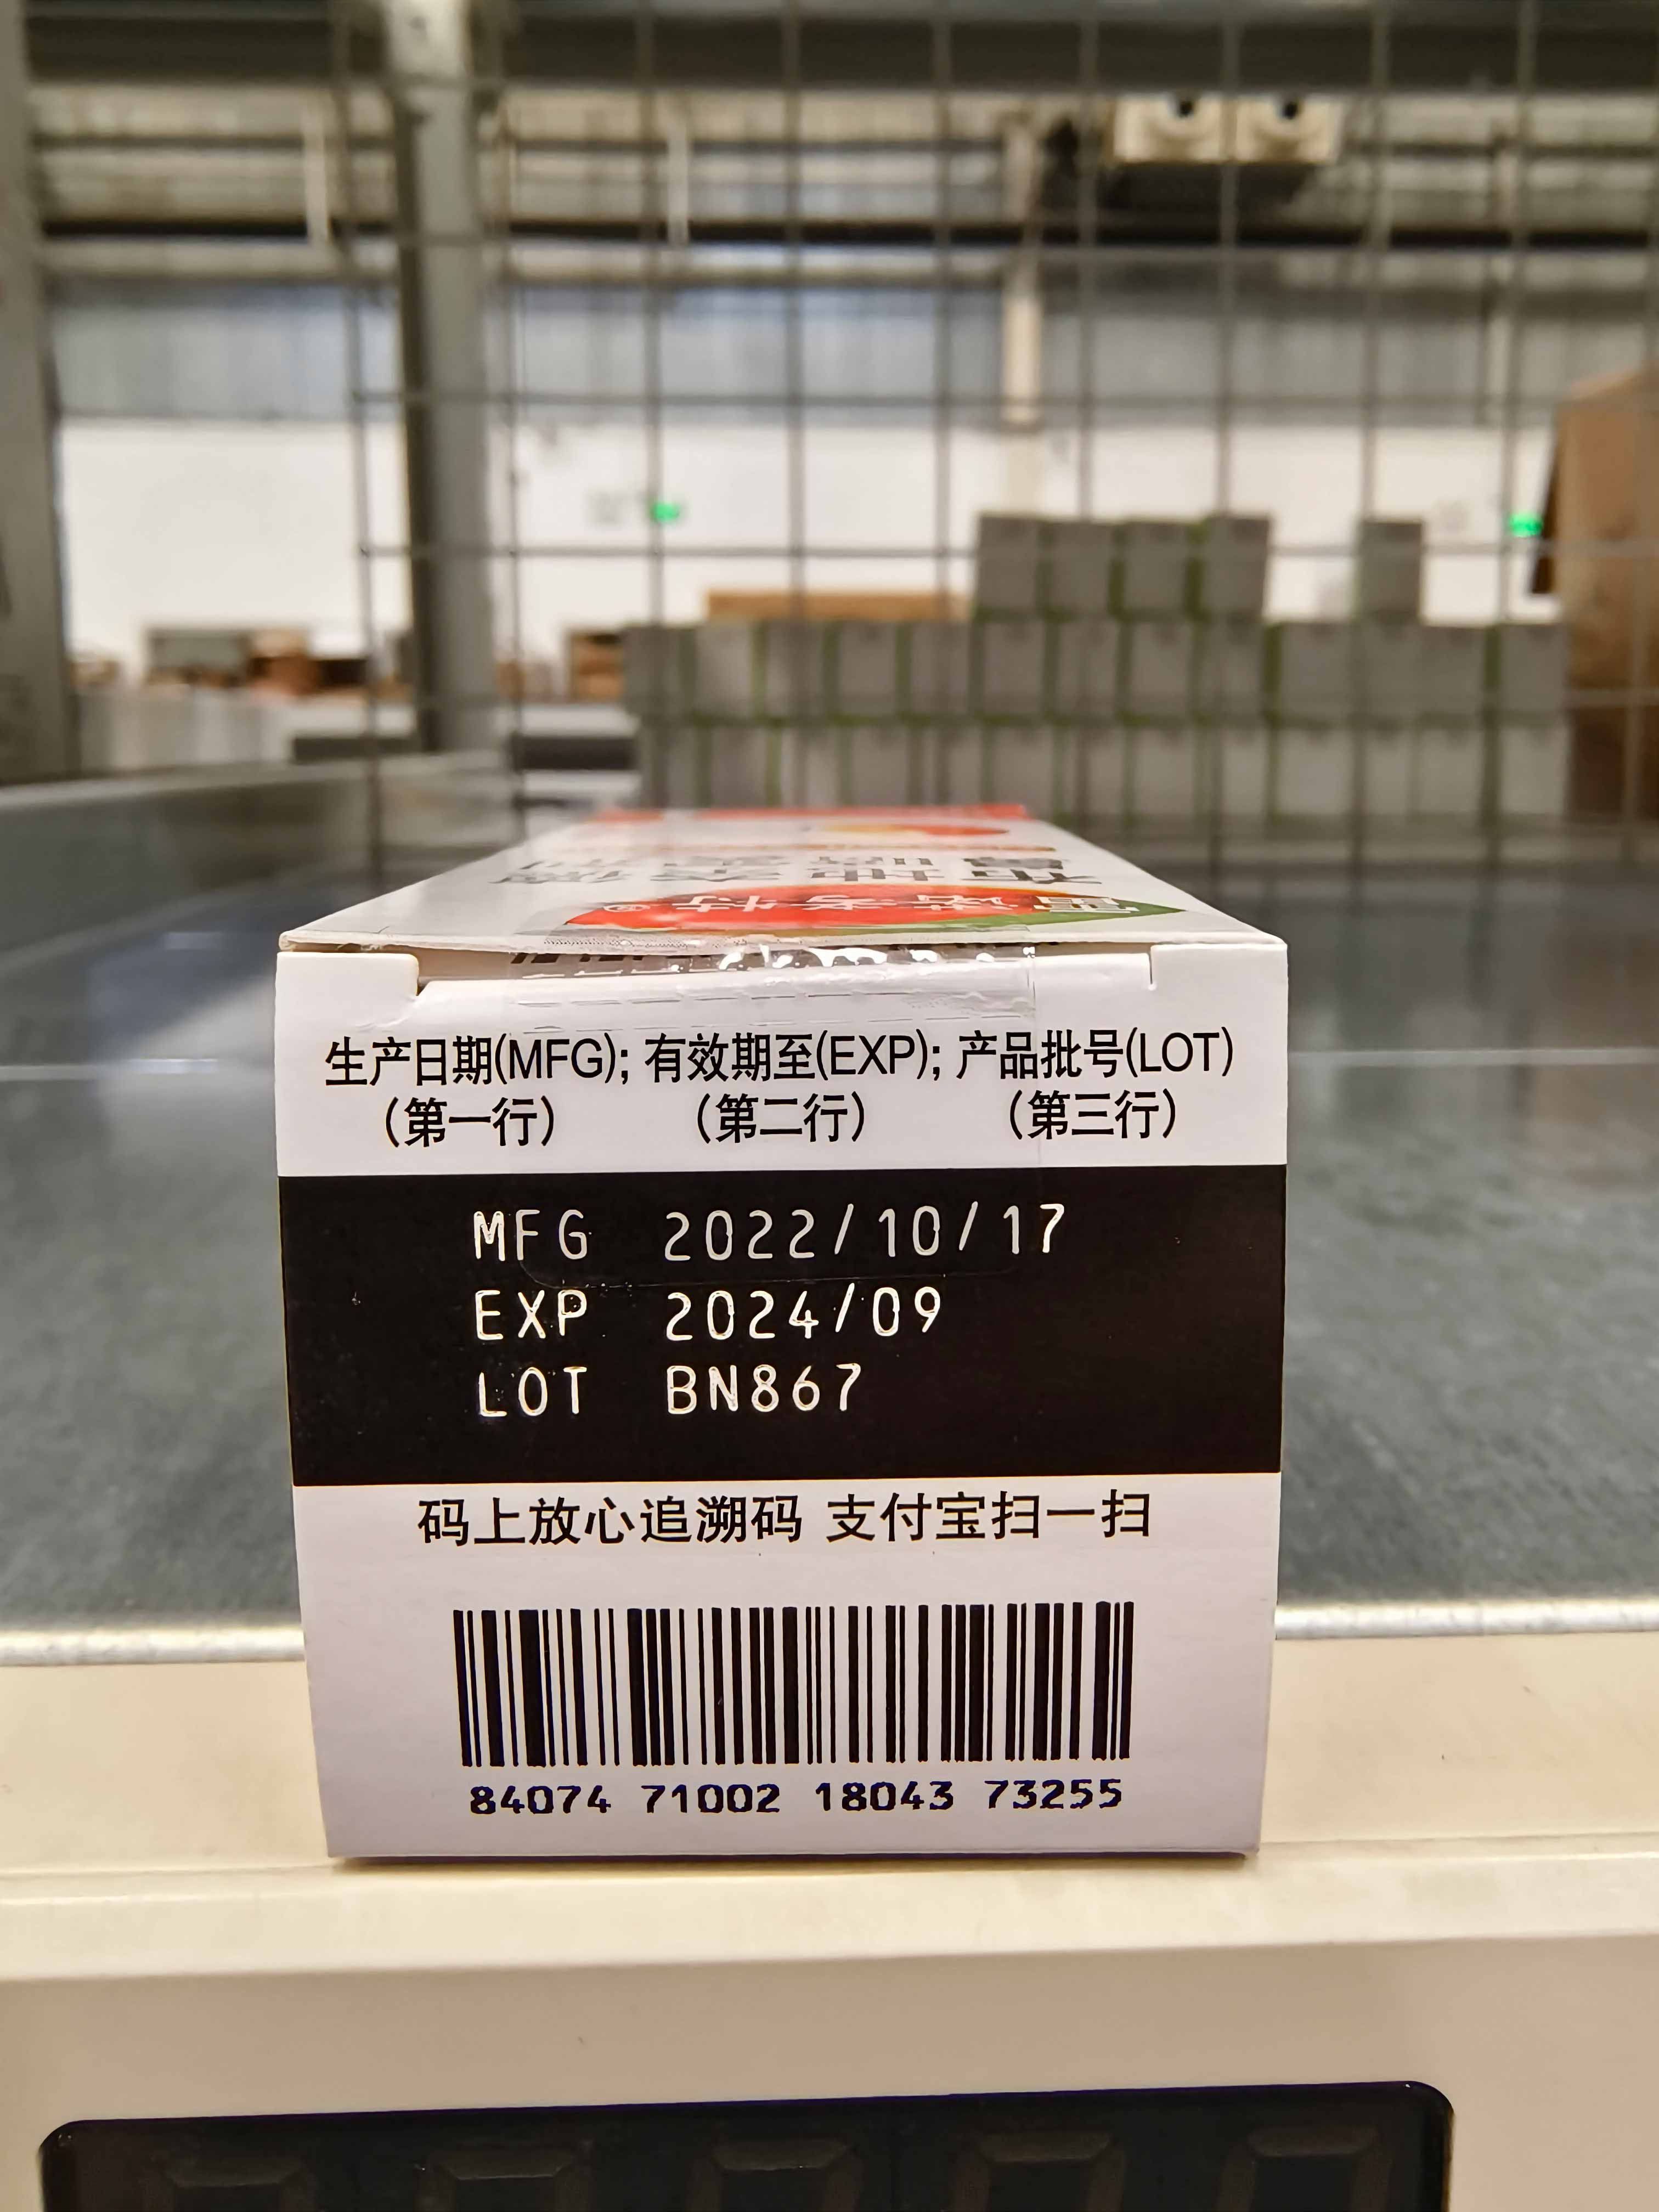 生产日期(MFG); 有效期至(EXP); 产品批号(LOT)
(第一行) (第二行) (第三行)
MFG 2022/10/17
EXP 2024/09
LOT BN867
码上放心追溯码 支付宝扫一扫
84074 71002 18043 73255